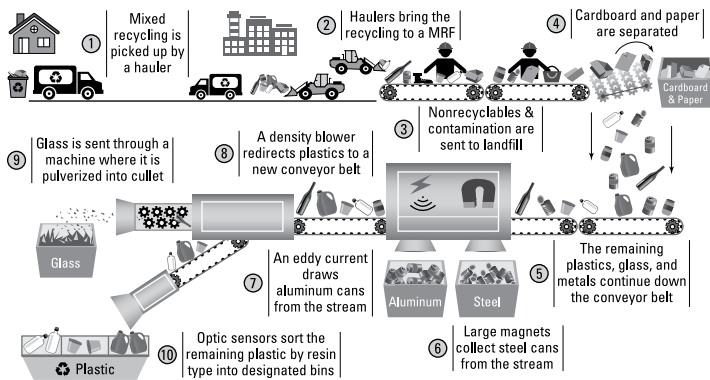 1
Mixed
recycling is
picked up by
a hauler
2
Haulers bring the
recycling to a MRF
3
Nonrecyclables &
contamination are
sent to landfill
4
Cardboard and paper
are separated
Cardboard
& Paper
5
The remaining
plastics, glass, and
metals continue down
the conveyor belt
6
Large magnets
collect steel cans
from the stream
Aluminum
Steel
7
An eddy current
draws
aluminum cans
from the stream
8
A density blower
redirects plastics to a
new conveyor belt
9
Glass is sent through a
machine where it is
pulverized into cullet
Glass
10
Optic sensors sort the
remaining plastic by resin
type into designated bins
Plastic